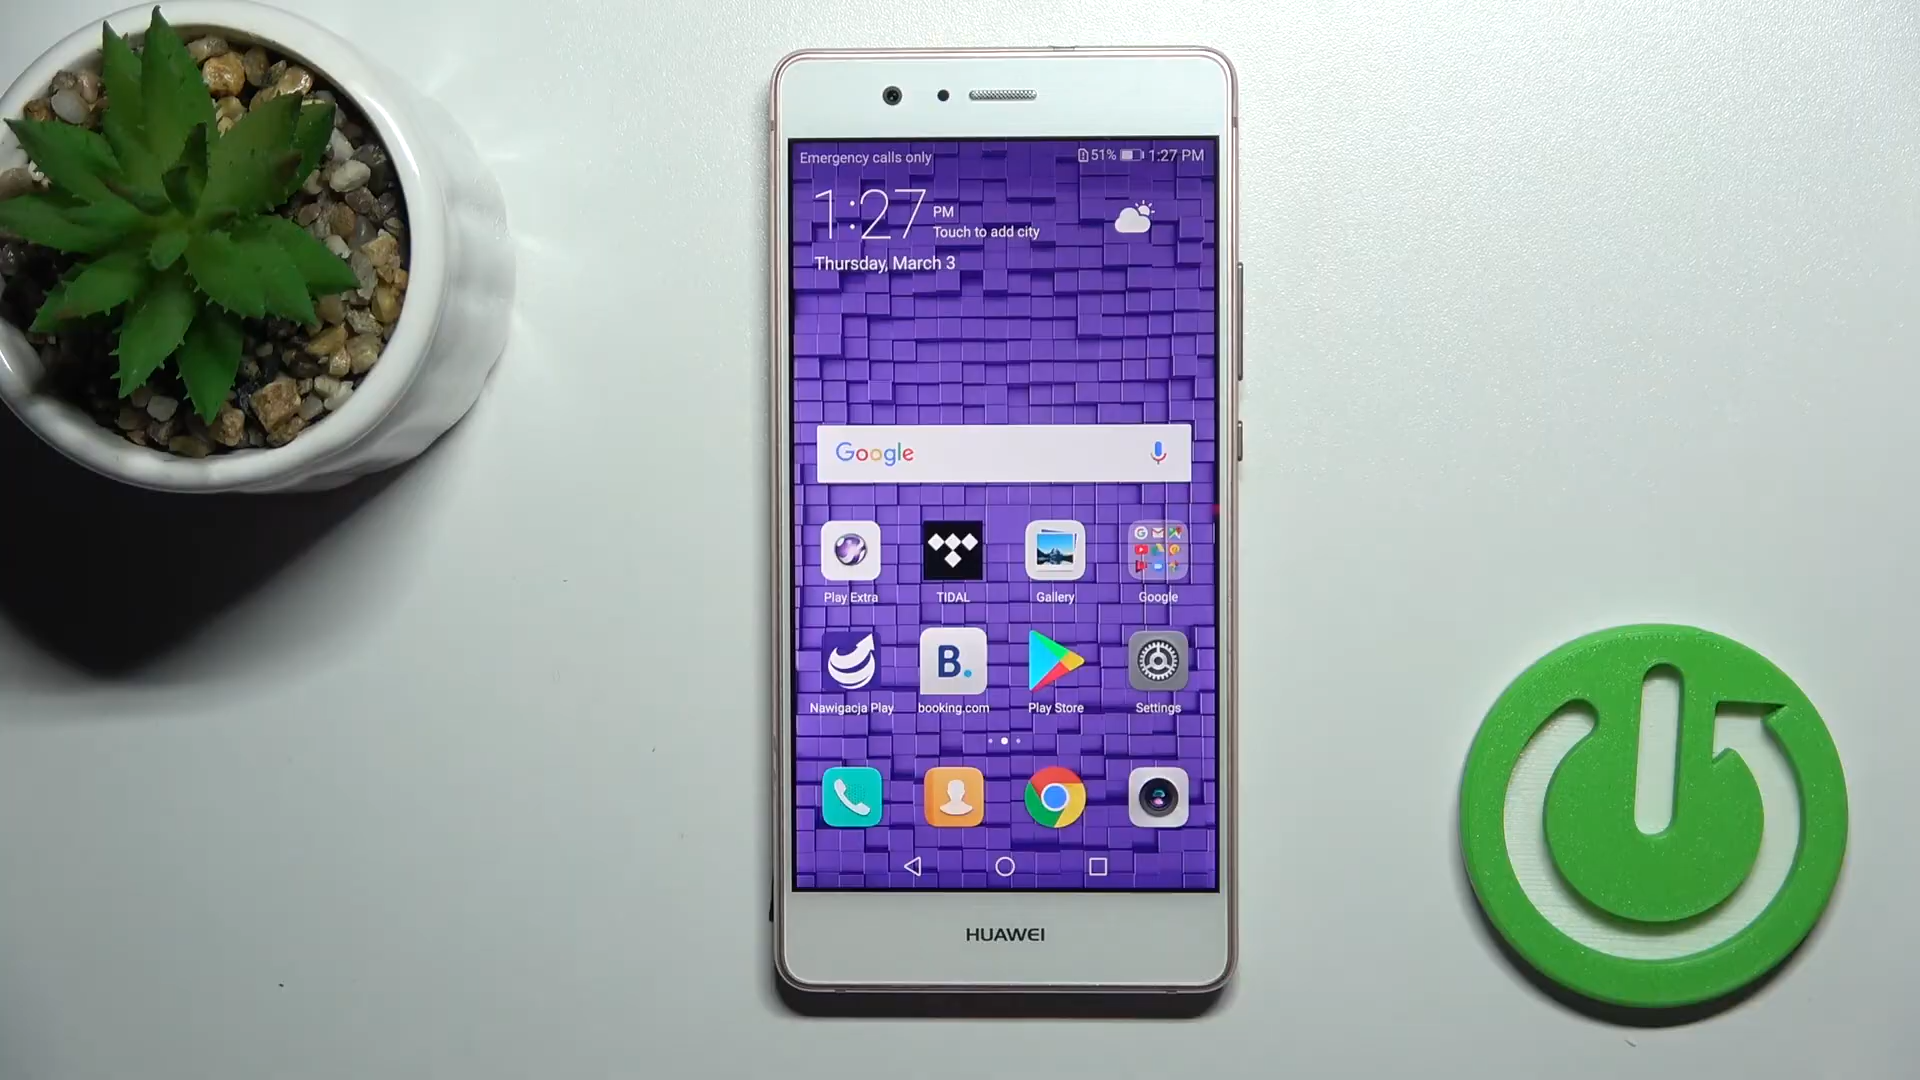 Emergency calls only
51% 1:27 PM
1:27 PM
Touch to add city
Thursday, March 3
Google
Play Extra TIDAL Gallery Google
B.
Nawigacja Play booking.com Play Store Settings
HUAWEI